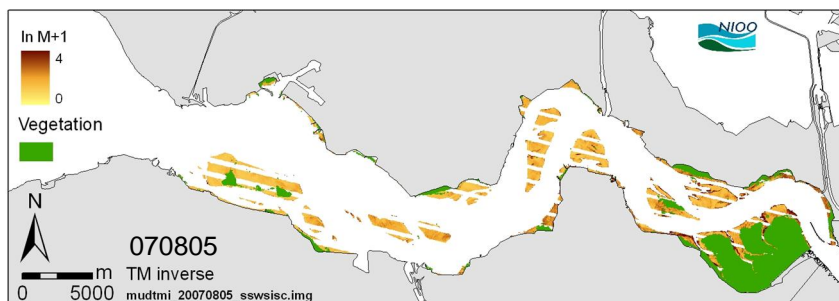 ln M+1
4
0
Vegetation
N
0 5000 m
070805
TM inverse
mudtmi_20070805_sswsisc.img
NIOO